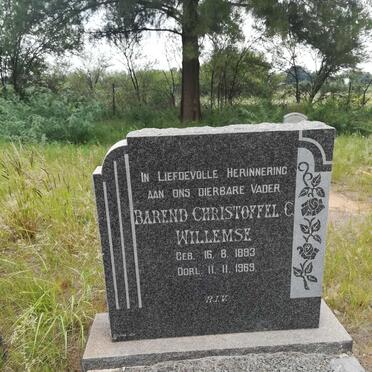 IN LIEFDEVOLLE HERINNERING
AAN ONS DIERBARE VADER
BAREND CHRISTOFFEL C.
WILLEMSE
GEB. 16. 8. 1893
OORL. 11. 11. 1969.
R.I.V.